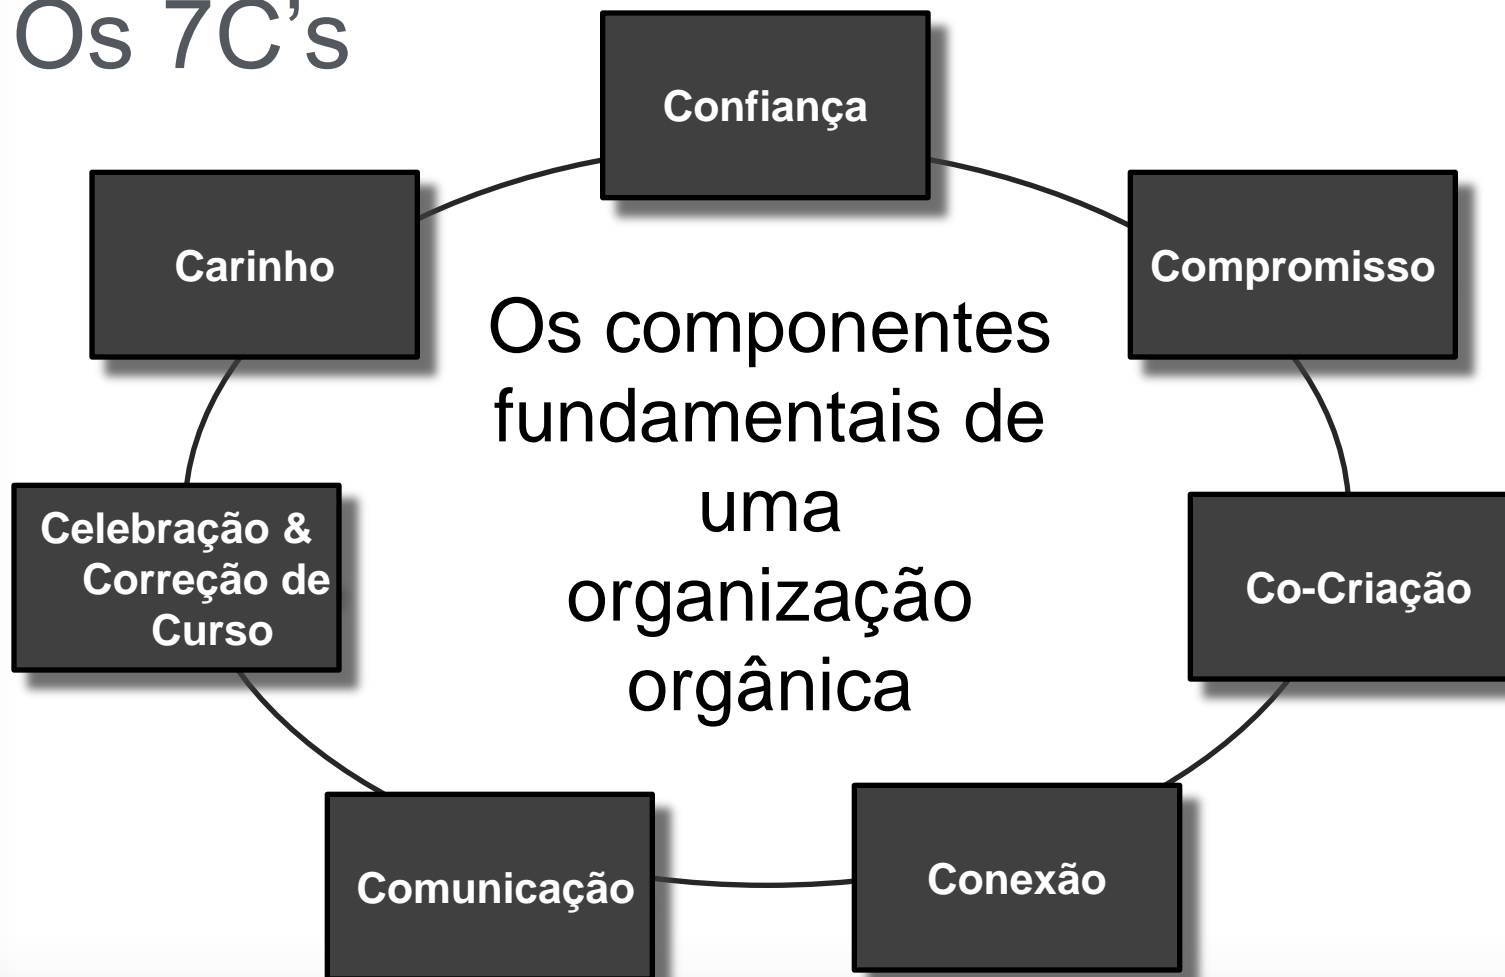 Os 7C’s
Confiança
Carinho
Compromisso
Os componentes
fundamentais de
uma
organização
orgânica
Celebração &
Correção de
Curso
Co-Criação
Comunicação
Conexão